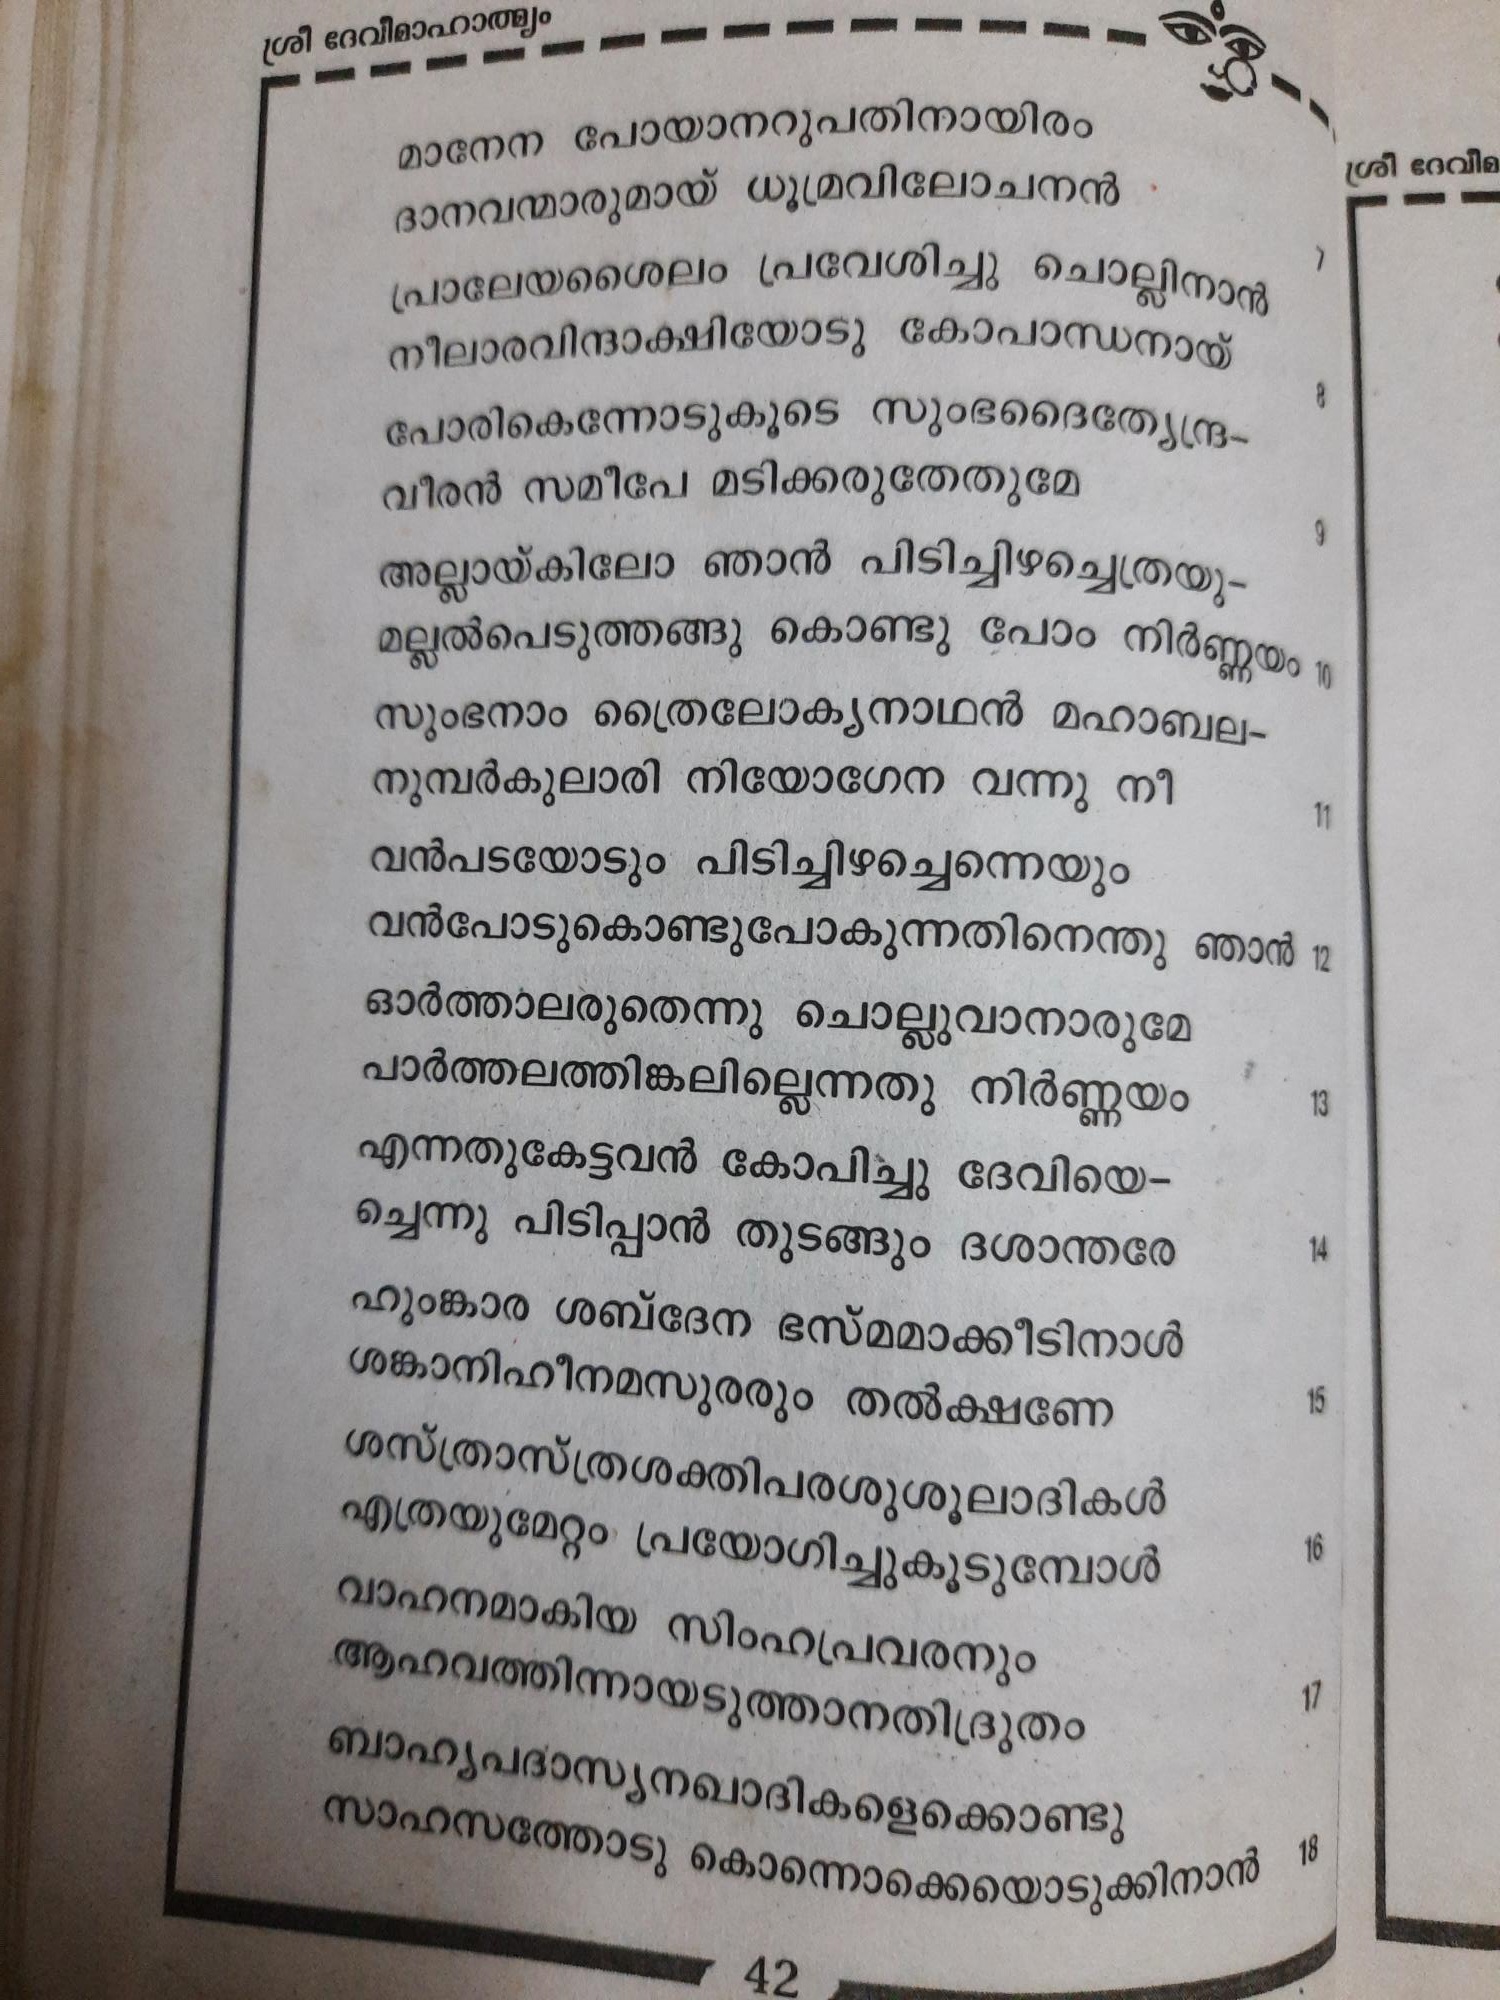 ശ്രീ ദേവീമാഹാത്മ്യം
മാനേന പോയാനറുപതിനായിരം
ദാനവന്മാരുമായ് ധൂമ്രവിലോചനൻ
7
പ്രാലേയശൈലം പ്രവേശിച്ചു ചൊല്ലിനാൻ
നീലാരവിന്ദാക്ഷിയോടു കോപാന്ധനായ്
8
പോരികെന്നോടുകൂടെ സുംഭദൈത്യേന്ദ്ര-
വീരൻ സമീപേ മടിക്കരുതേതുമേ
9
അല്ലായ്കിലോ ഞാൻ പിടിച്ചിഴച്ചെത്രയു-
മല്ലൽപെടുത്തങ്ങു കൊണ്ടു പോം നിർണ്ണയം 10
സുംഭനാം ത്രൈലോക്യനാഥൻ മഹാബല-
നുമ്പർകുലാരി നിയോഗേന വന്നു നീ
11
വൻപടയോടും പിടിച്ചിഴച്ചെന്നെയും
വൻപോടുകൊണ്ടുപോകുന്നതിനെന്തു ഞാൻ 12
ഓർത്താലരുതെന്നു ചൊല്ലുവാനാരുമേ
പാർത്തലത്തിങ്കലില്ലെന്നതു നിർണ്ണയം 13
എന്നതുകേട്ടവൻ കോപിച്ചു ദേവിയെ-
ച്ചെന്നു പിടിപ്പാൻ തുടങ്ങും ദശാന്തരേ 14
ഹുംങ്കാര ശബ്ദേന ഭസ്മമാക്കീടിനാൾ
ശങ്കാനിഹീനമസുരരും തൽക്ഷണേ 15
ശസ്ത്രാസ്ത്രശക്തിപരശുശൂലാദികൾ
എത്രയുമേറ്റം പ്രയോഗിച്ചുകൂടുമ്പോൾ 16
വാഹനമാകിയ സിംഹപ്രവരനും
ആഹവത്തിന്നായടുത്താനതിദ്രുതം 17
ബാഹൃപദാസൃനഖാദികളെക്കൊണ്ടു
സാഹസത്തോടു കൊന്നൊക്കെയൊടുക്കിനാൻ 18
42
ശ്രീ ദേവീമ